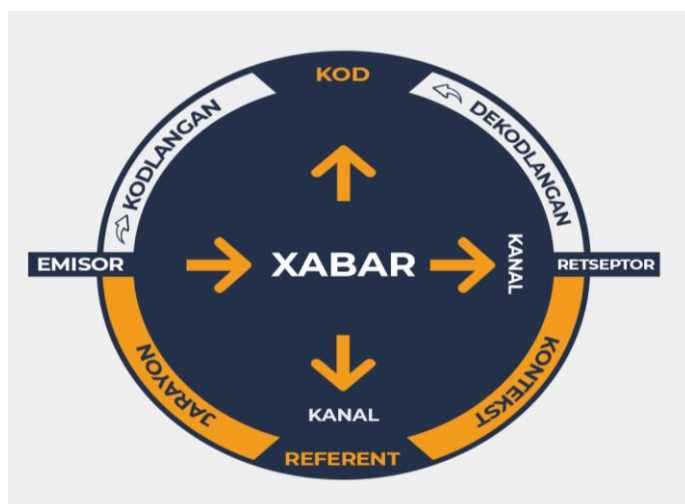 KOD
KODLANGAN
DEKODLANGAN
EMISOR
XABAR
KANAL
RETSEPTOR
JARAYON
KONTEKST
KANAL
REFERENT